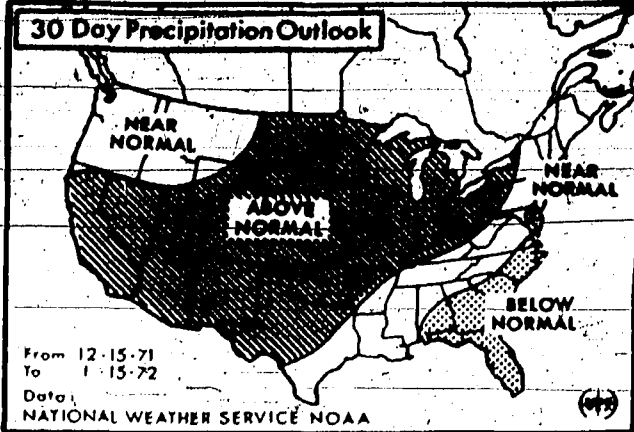 30 Day Precipitation Outlook
NEAR
NORMAL
ABOVE
NORMAL
NEAR
NORMAL
BELOW
NORMAL
From 12-15-71
To 1-15-72
Data:
NATIONAL WEATHER SERVICE NOAA